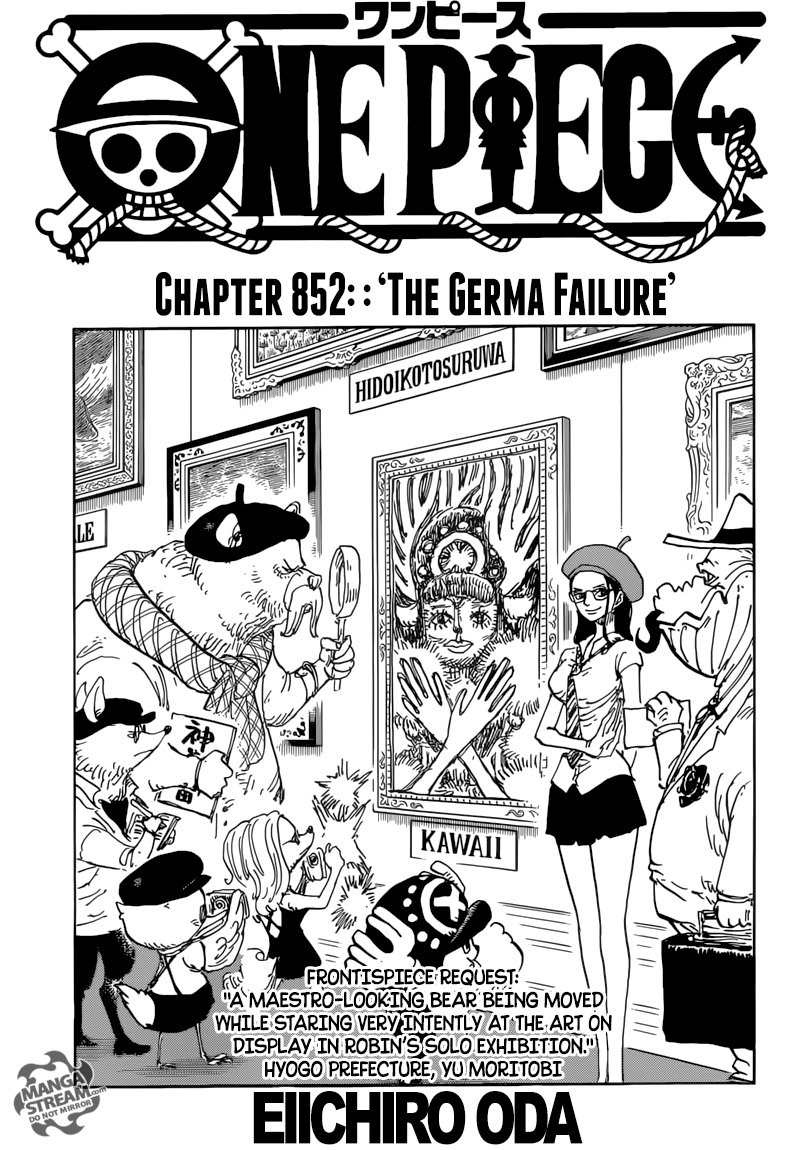 ワンピース
ONE PIECE
CHAPTER 852: : 'THE GERMA FAILURE'
HIDOIKOTOSURUWA
LE
KAWAII
神
FRONTISPIECE REQUEST:
"A MAESTRO-LOOKING BEAR BEING MOVED
WHILE STARING VERY INTENTLY AT THE ART ON
DISPLAY IN ROBIN'S SOLO EXHIBITION."
HYOGO PREFECTURE, YU MORITOBI
MANGA
STREAM.com
DO NOT MIRROR
EIICHIRO ODA